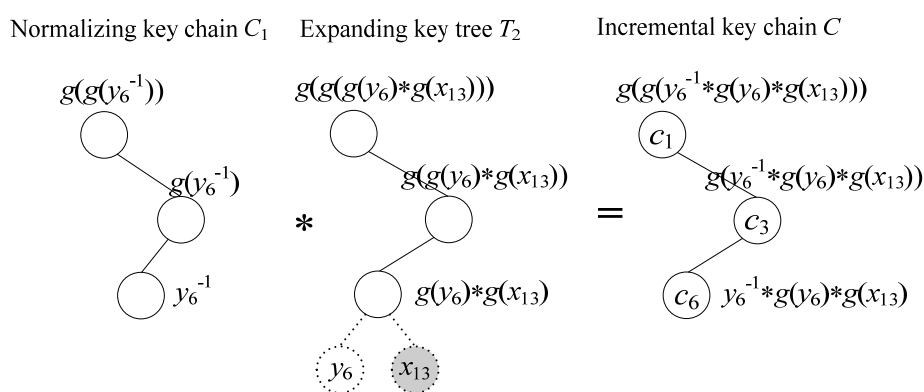 Normalizing key chain C₁ Expanding key tree T₂ Incremental key chain C
g(g(y₆⁻¹)) g(g(g(y₆)*g(x₁₃))) g(g(y₆⁻¹*g(y₆)*g(x₁₃)))
c₁
g(y₆⁻¹) g(g(y₆)*g(x₁₃)) g(y₆⁻¹*g(y₆)*g(x₁₃))
* = c₃
y₆⁻¹ g(y₆)*g(x₁₃) c₆ y₆⁻¹*g(y₆)*g(x₁₃)
y₆ x₁₃